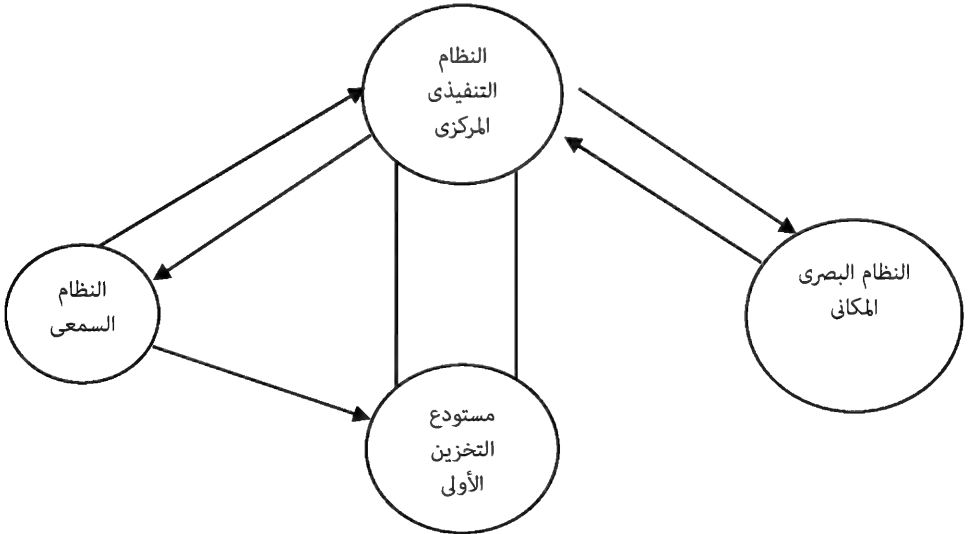 النظام
التنفيذى
المركزى
النظام البصرى
المكانى
النظام
السمعى
مستودع
التخزين
الأولى